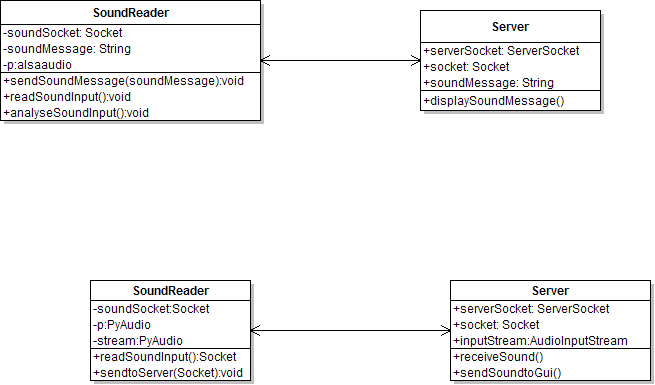 SoundReader
-soundSocket: Socket
-soundMessage: String
-p:alsaaudio
+sendSoundMessage(soundMessage):void
+readSoundInput():void
+analyseSoundInput():void
Server
+serverSocket: ServerSocket
+socket: Socket
+soundMessage: String
+displaySoundMessage()
SoundReader
-soundSocket:Socket
-p:PyAudio
-stream:PyAudio
+readSoundInput():Socket
+sendtoServer(Socket):void
Server
+serverSocket: ServerSocket
+socket: Socket
+inputStream:AudioInputStream
+receiveSound()
+sendSoundtoGui()